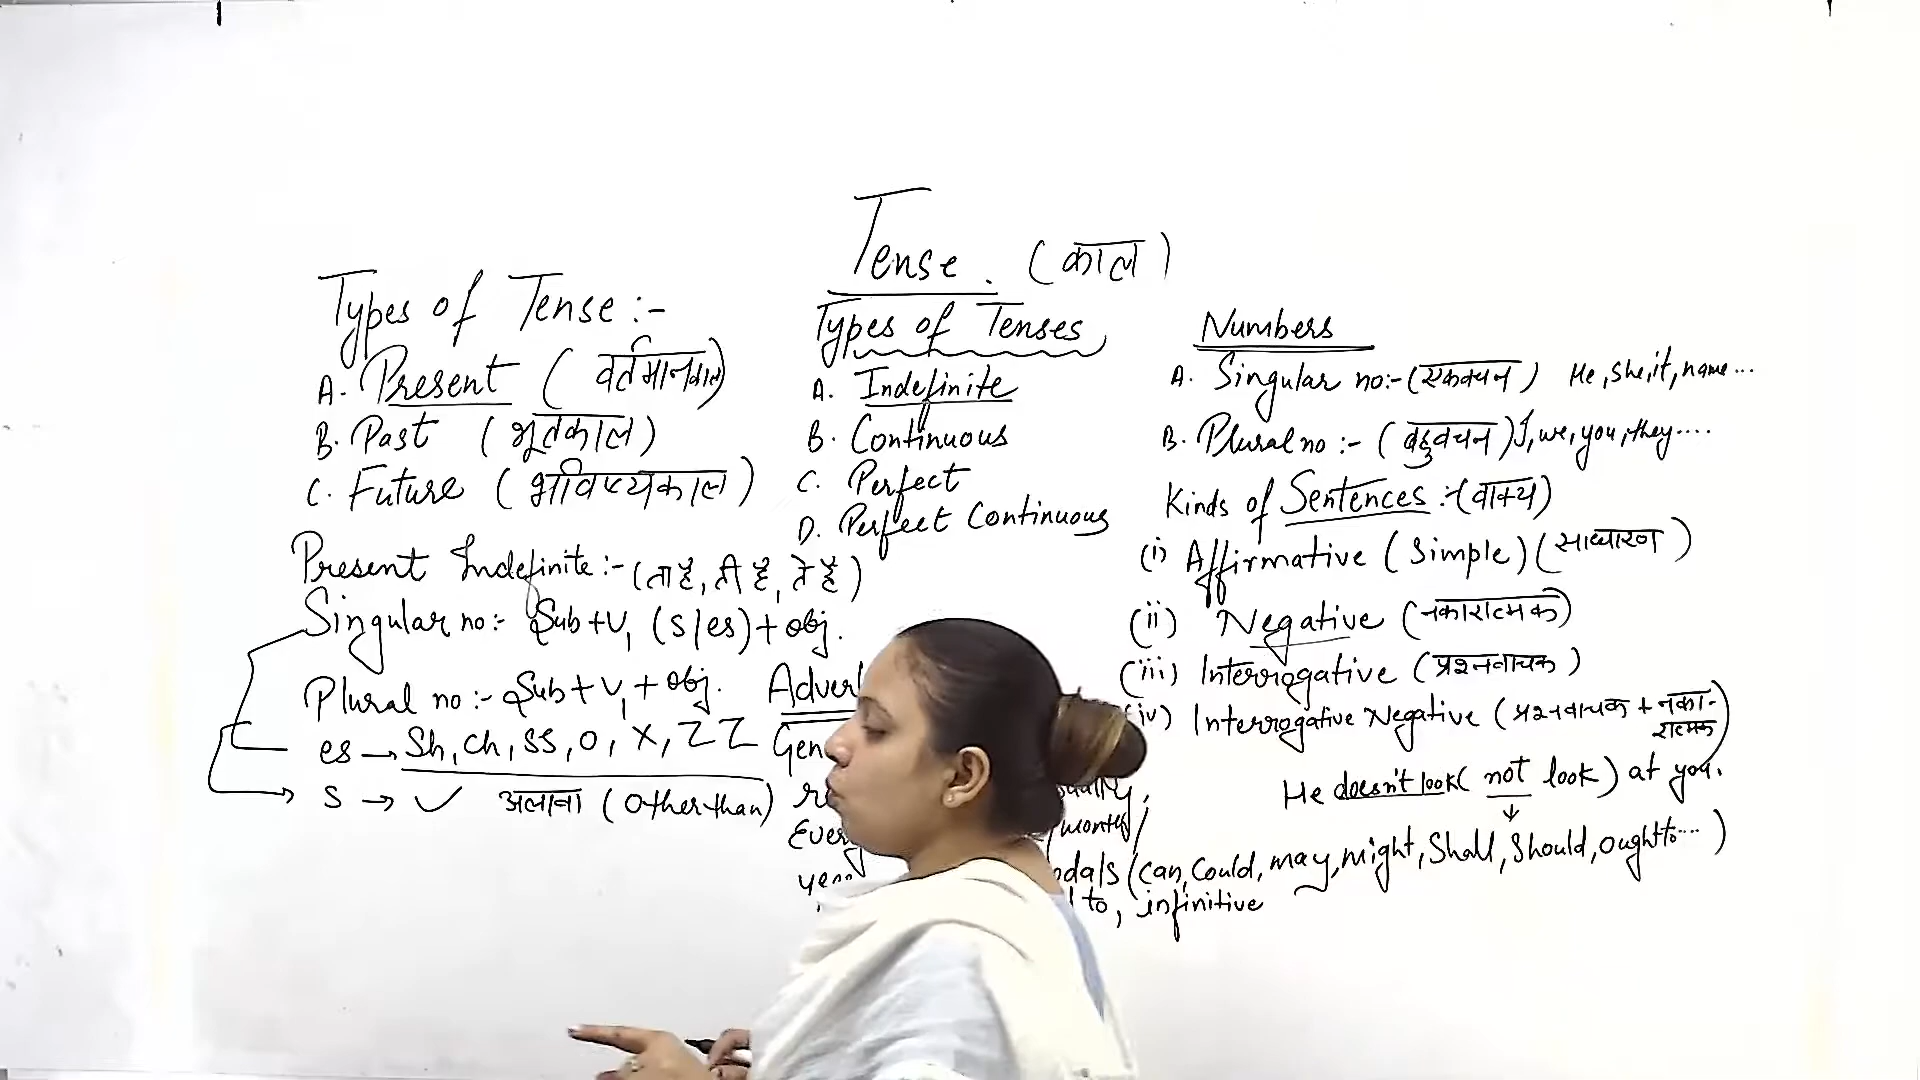 Tense. (काल)
Types of Tense:-
A. Present (वर्तमानकाल)
B. Past (भूतकाल)
C. Future (भविष्यकाल)
Types of Tenses
A. Indefinite
B. Continuous
C. Perfect
D. Perfect Continuous
Numbers
A. Singular no:- (एकवचन) He, she, it, name...
B. Plural no:- (बहुवचन) I, we, you, they....
Kinds of Sentences:- (वाक्य)
(i) Affirmative (Simple) (साधारण)
(ii) Negative (नकारात्मक)
(iii) Interrogative (प्रश्नवाचक)
(iv) Interrogative Negative (प्रश्नवाचक + नका-
रात्मक)
He doesn't look (not look) at you.
(can, Could, may, might, Shall, Should, ought to....)
to, infinitive
Present Indefinite:- (ता है, ती है, ते है)
Singular no:- Sub+V1 (s/es)+obj.
Plural no:- Sub+V1+obj.
es → Sh, ch, ss, o, x, zz
s → ✓ अलावा (Other than)